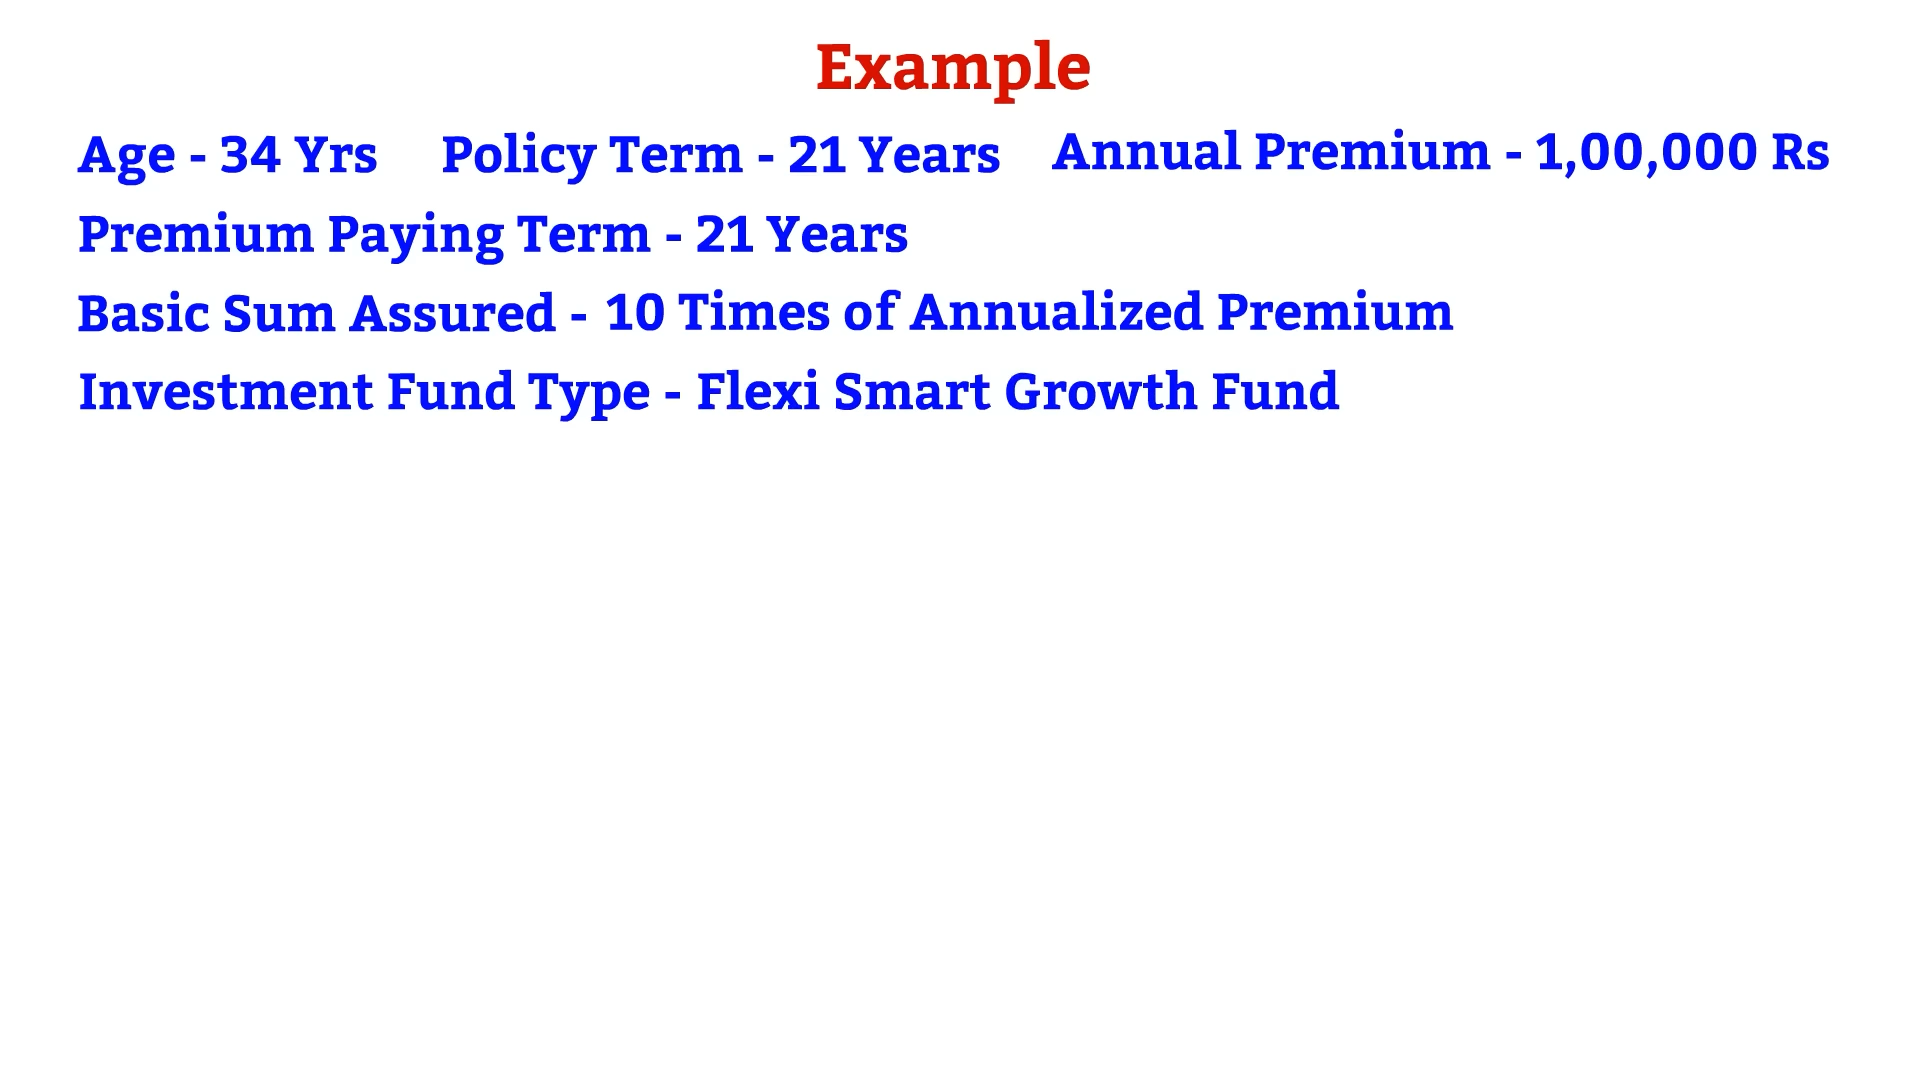 Example
Age - 34 Yrs Policy Term - 21 Years Annual Premium - 1,00,000 Rs
Premium Paying Term - 21 Years
Basic Sum Assured - 10 Times of Annualized Premium
Investment Fund Type - Flexi Smart Growth Fund